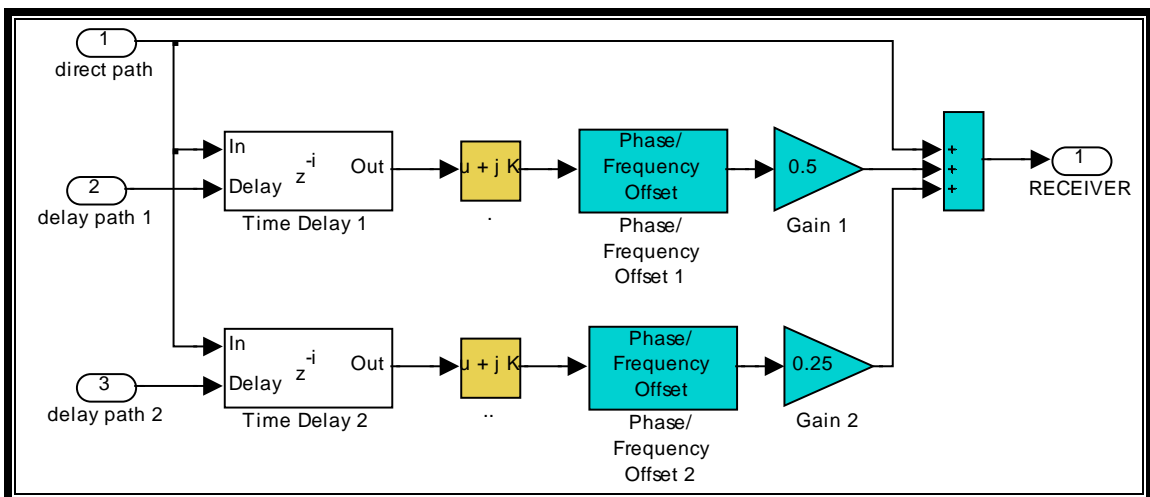 1
direct path
In
Delay
z
-i
Out
Time Delay 1
2
delay path 1
u + j K
.
Phase/
Frequency
Offset
Phase/
Frequency
Offset 1
0.5
Gain 1
+
+
+
1
RECEIVER
In
Delay
z
-i
Out
Time Delay 2
3
delay path 2
u + j K
..
Phase/
Frequency
Offset
Phase/
Frequency
Offset 2
0.25
Gain 2